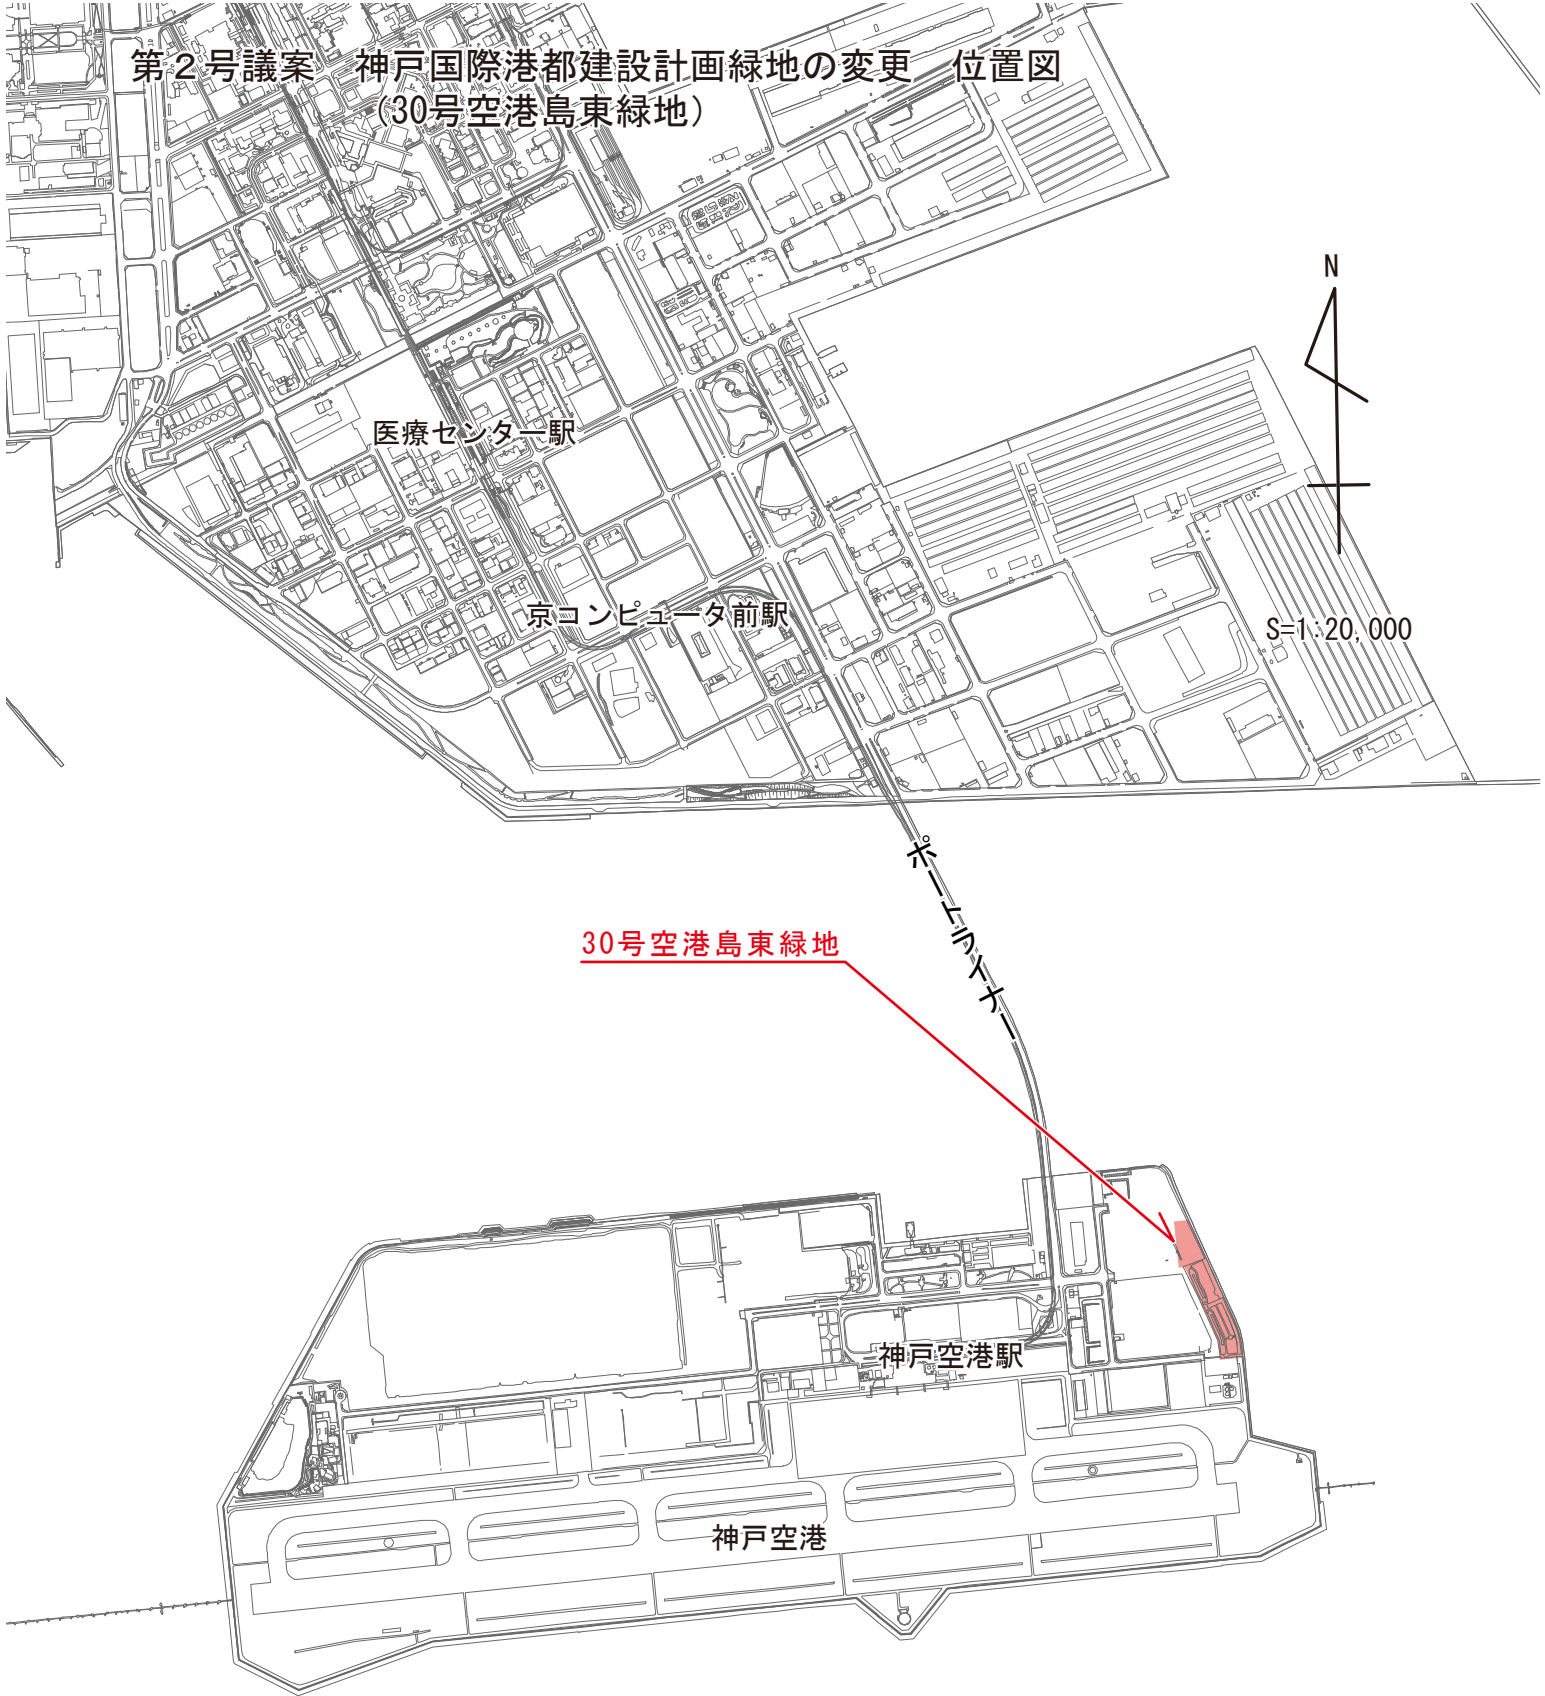 第２号議案　神戸国際港都建設計画緑地の変更　位置図
（30号空港島東緑地）
N
医療センター駅
京コンピュータ前駅
S=1:20,000
ポートライナー
30号空港島東緑地
神戸空港駅
神戸空港